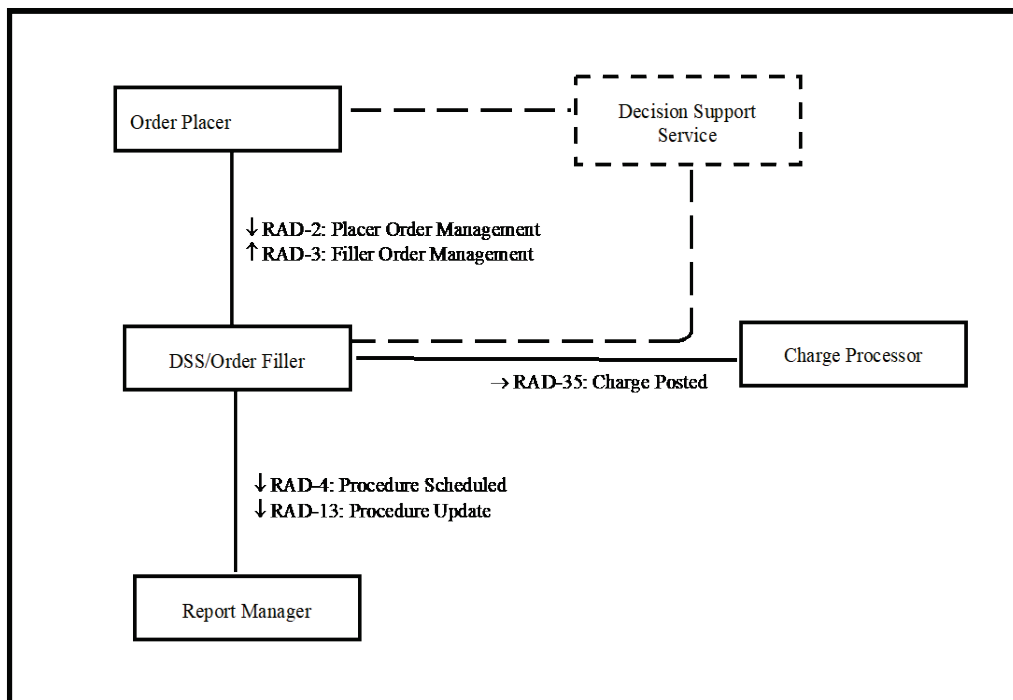 Order Placer
Decision Support
Service
↓ RAD-2: Placer Order Management
↑ RAD-3: Filler Order Management
DSS/Order Filler
Charge Processor
→ RAD-35: Charge Posted
↓ RAD-4: Procedure Scheduled
↓ RAD-13: Procedure Update
Report Manager